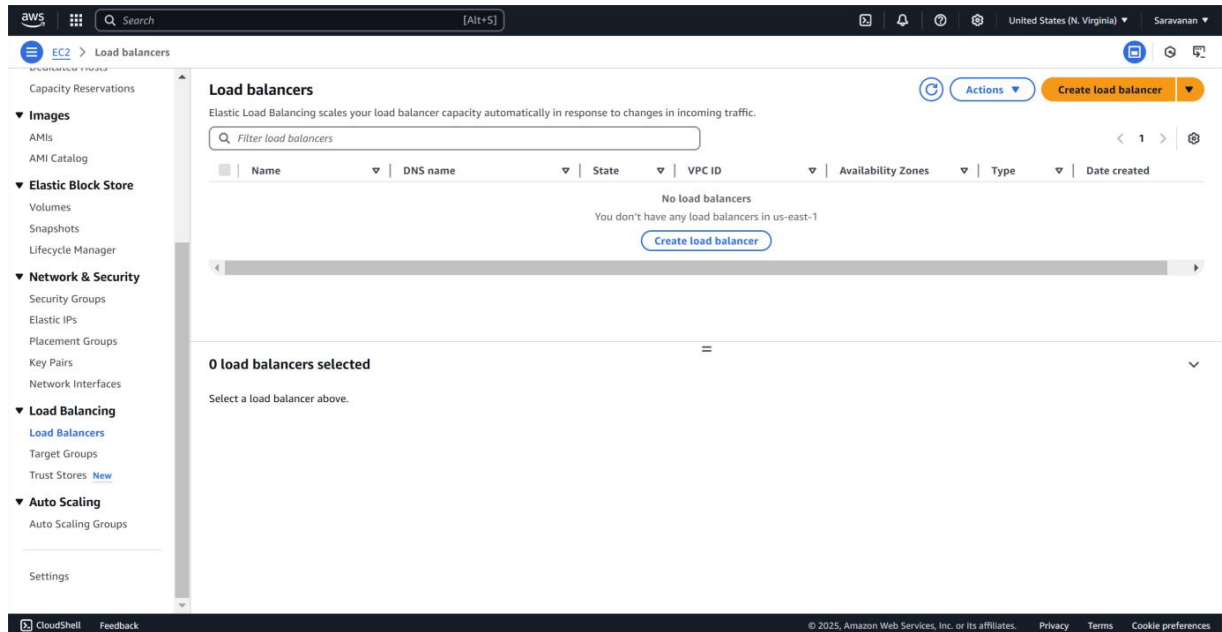 aws
Search [Alt+S] United States (N. Virginia) ▼ Saravanan ▼
EC2 > Load balancers
Dedicated Hosts
Capacity Reservations
▼ Images
AMIs
AMI Catalog
▼ Elastic Block Store
Volumes
Snapshots
Lifecycle Manager
▼ Network & Security
Security Groups
Elastic IPs
Placement Groups
Key Pairs
Network Interfaces
▼ Load Balancing
Load Balancers
Target Groups
Trust Stores New
▼ Auto Scaling
Auto Scaling Groups
Settings
Load balancers
Actions ▼ Create load balancer ▼
Elastic Load Balancing scales your load balancer capacity automatically in response to changes in incoming traffic.
Filter load balancers
< 1 >
Name DNS name State VPC ID Availability Zones Type Date created
No load balancers
You don't have any load balancers in us-east-1
Create load balancer
0 load balancers selected
Select a load balancer above.
CloudShell Feedback © 2025, Amazon Web Services, Inc. or its affiliates. Privacy Terms Cookie preferences